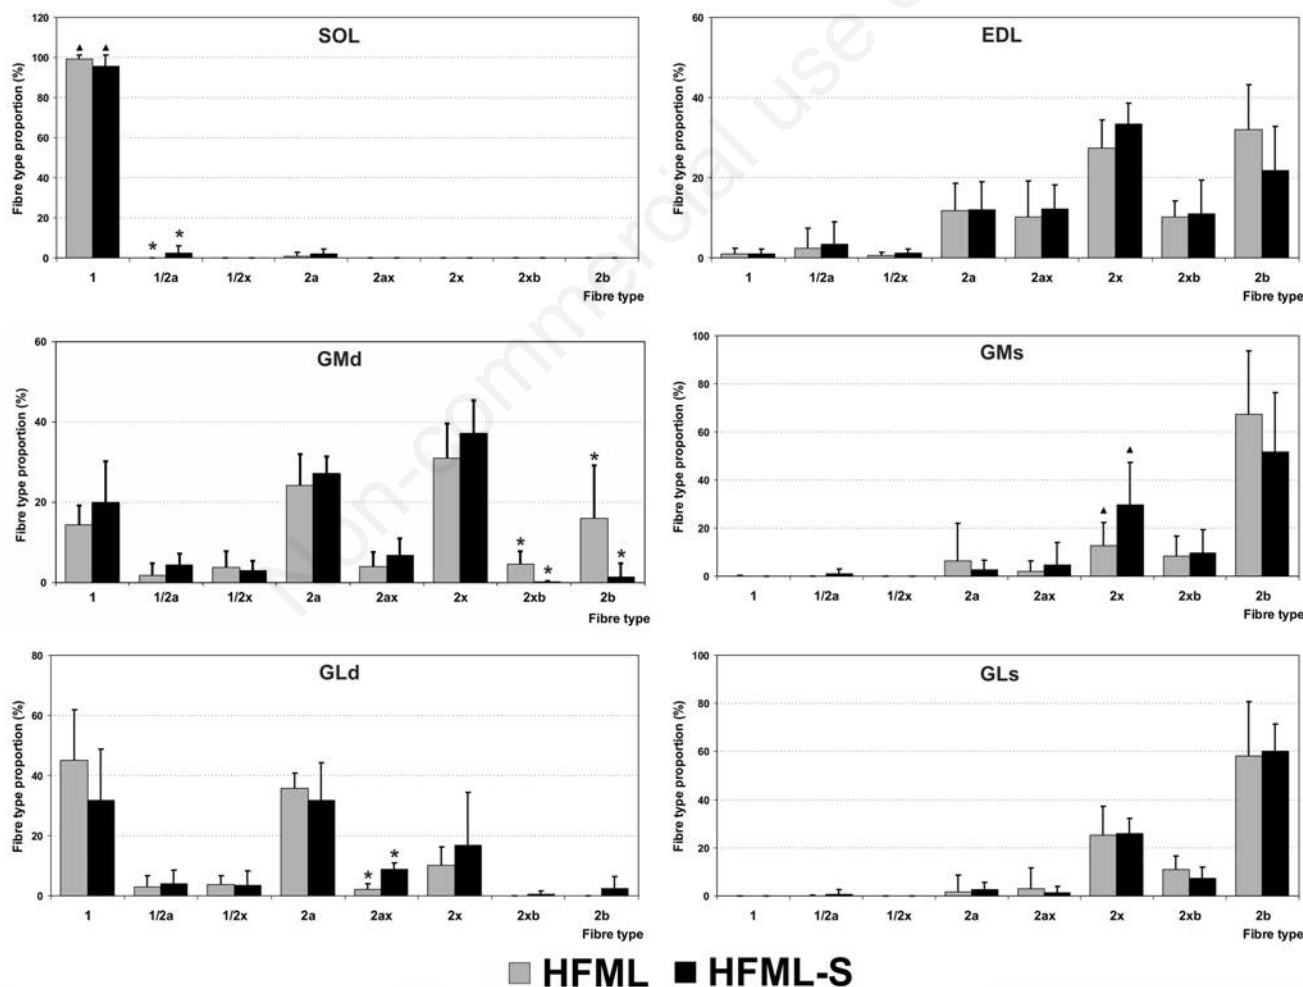 SOL
Fibre type proportion (%)
120
100
80
60
40
20
0
▲ ▲
* *
1 1/2a 1/2x 2a 2ax 2x 2xb 2b
Fibre type
EDL
Fibre type proportion (%)
60
40
20
0
1 1/2a 1/2x 2a 2ax 2x 2xb 2b
Fibre type
GMd
Fibre type proportion (%)
60
40
20
0
* * * *
1 1/2a 1/2x 2a 2ax 2x 2xb 2b
Fibre type
GMs
Fibre type proportion (%)
100
80
60
40
20
0
▲ ▲
1 1/2a 1/2x 2a 2ax 2x 2xb 2b
Fibre type
GLd
Fibre type proportion (%)
80
60
40
20
0
* *
1 1/2a 1/2x 2a 2ax 2x 2xb 2b
Fibre type
GLs
Fibre type proportion (%)
100
80
60
40
20
0
1 1/2a 1/2x 2a 2ax 2x 2xb 2b
Fibre type
HFML HFML-S
Non-commercial use